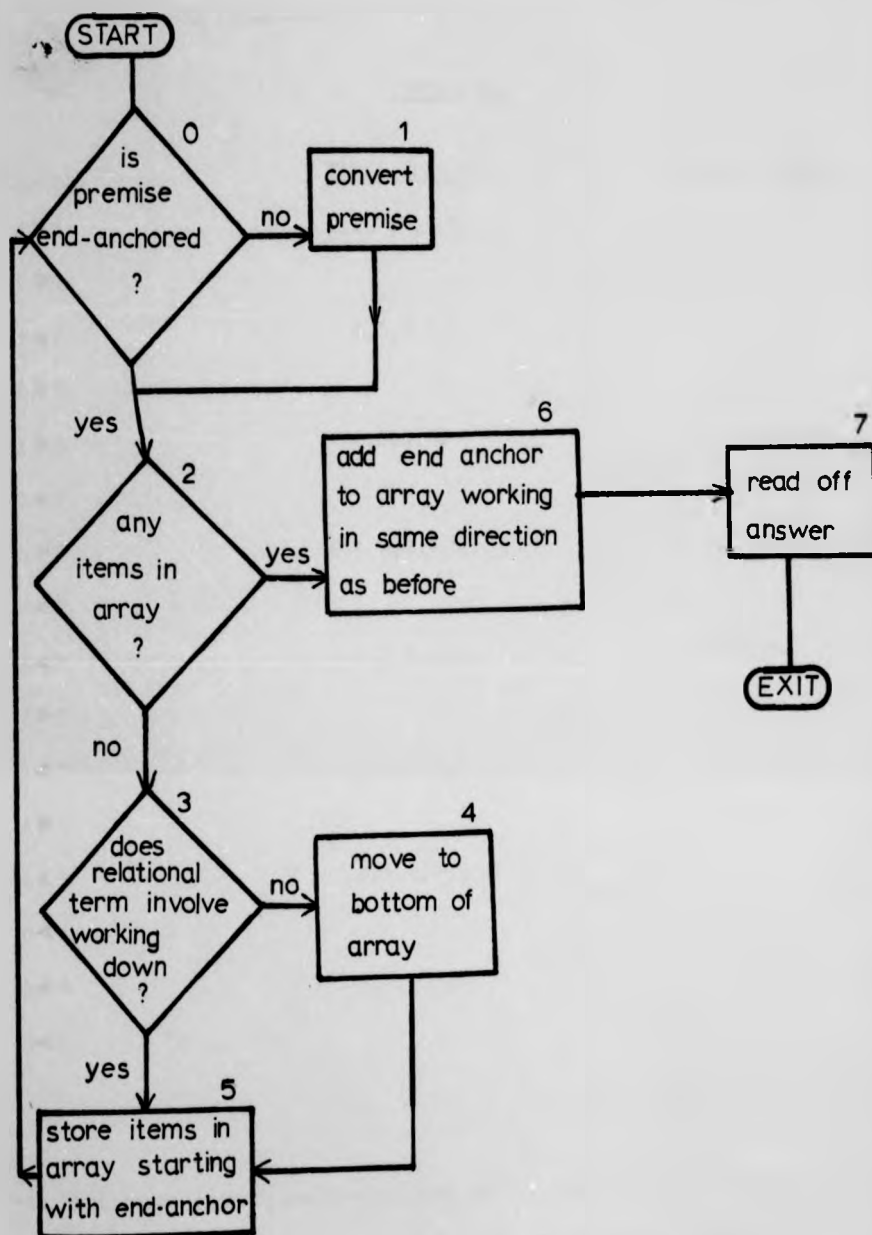 START
0
is
premise
end-anchored
?
no
1
convert
premise
yes
2
any
items in
array
?
yes
6
add end anchor
to array working
in same direction
as before
7
read off
answer
EXIT
no
3
does
relational
term involve
working
down
?
no
4
move to
bottom of
array
yes
5
store items in
array starting
with end-anchor